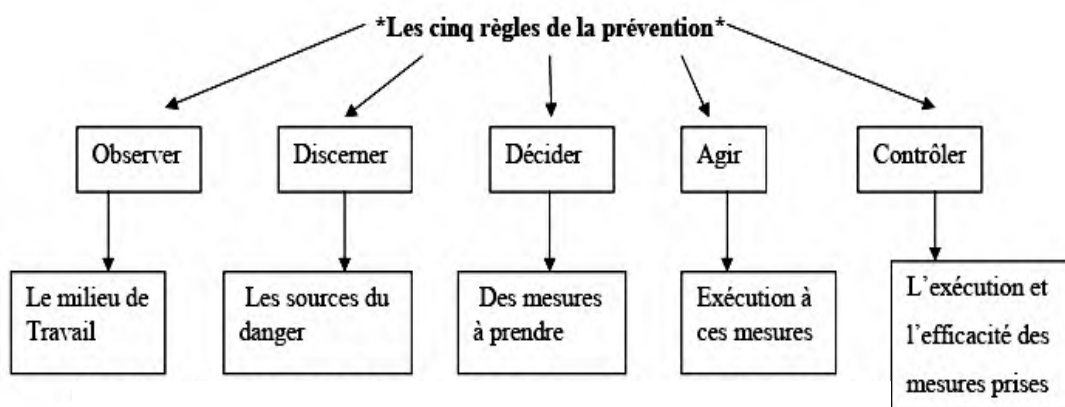 *Les cinq règles de la prévention*
Observer
Discerner
Décider
Agir
Contrôler
Le milieu de
Travail
Les sources du
danger
Des mesures
à prendre
Exécution à
ces mesures
L'exécution et
l'efficacité des
mesures prises